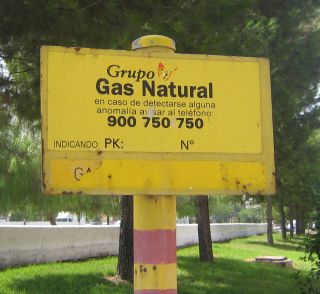 Grupo
Gas Natural
en caso de detectarse alguna
anomalía avisar al teléfono:
900 750 750
INDICANDO: PK: Nº